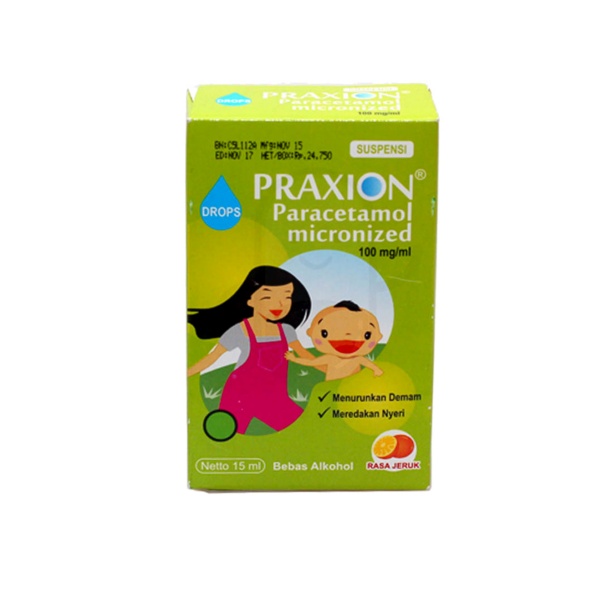 DROPS
PRAXION®
Paracetamol
micronized
100 mg/ml
BN:C5L112A Mfg:NOV 15
ED:NOV 17 HET/BOX:Rp.24.750
SUSPENSI
PRAXION®
DROPS
Paracetamol
micronized
100 mg/ml
✓ Menurunkan Demam
✓ Meredakan Nyeri
Netto 15 ml
Bebas Alkohol
RASA JERUK